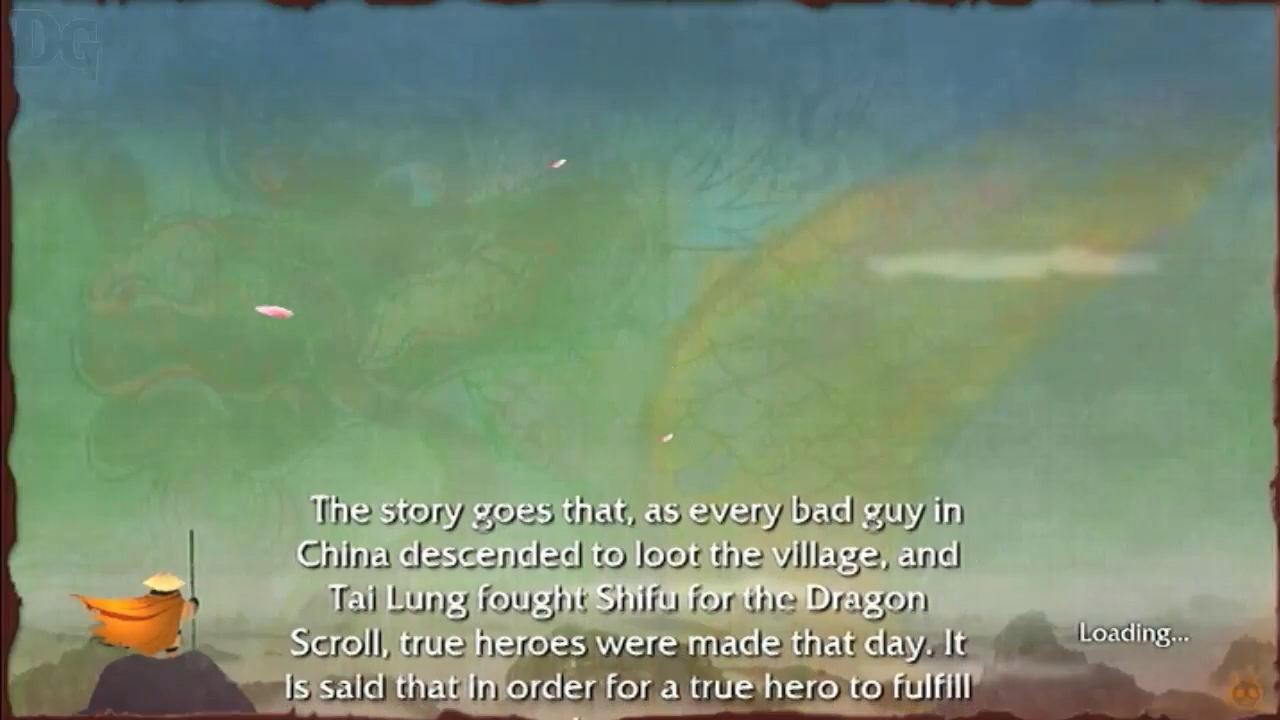 DG
The story goes that, as every bad guy in
China descended to loot the village, and
Tai Lung fought Shifu for the Dragon
Scroll, true heroes were made that day. It
is said that in order for a true hero to fulfill
Loading...